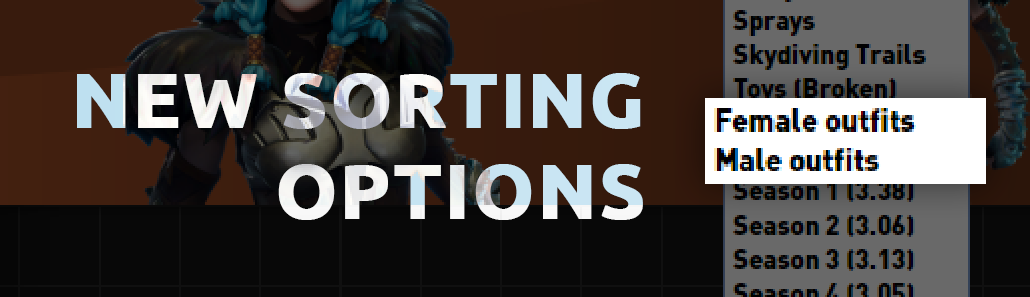 NEW SORTING
OPTIONS
Sprays
Skydiving Trails
Toys (Broken)
Female outfits
Male outfits
Season 1 (3.38)
Season 2 (3.06)
Season 3 (3.13)
Season 4 (3.05)